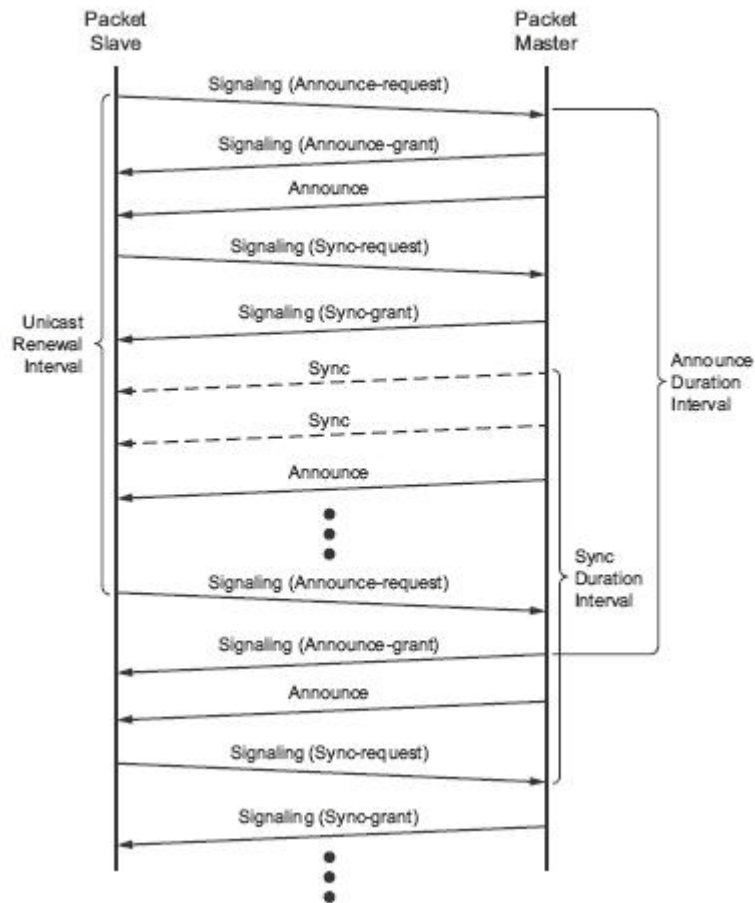 Packet
Slave
Packet
Master
Signaling (Announce-request)
Signaling (Announce-grant)
Announce
Signaling (Sync-request)
Signaling (Sync-grant)
Unicast
Renewal
Interval
Sync
Announce
Duration
Interval
Sync
Announce
Sync
Duration
Interval
Signaling (Announce-request)
Signaling (Announce-grant)
Announce
Signaling (Sync-request)
Signaling (Sync-grant)